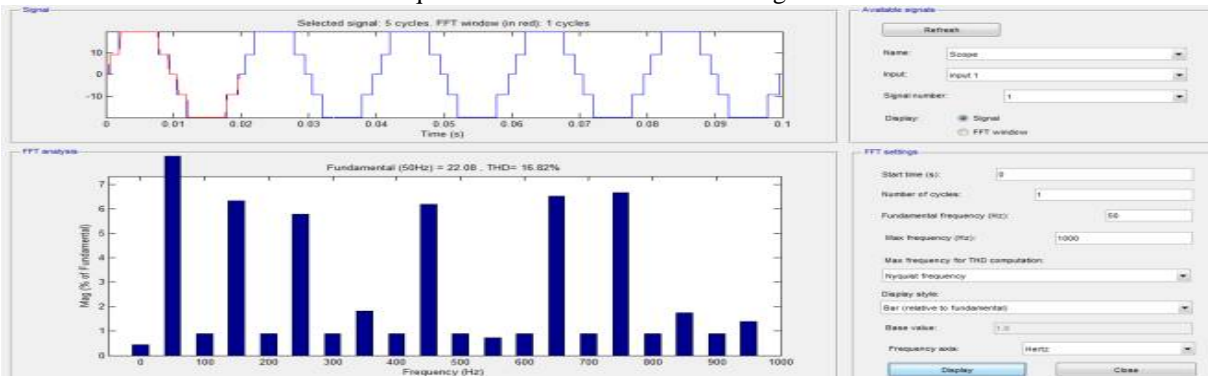 Signal
Selected signal: 5 cycles. FFT window (in red): 1 cycles
10
0
-10
0 0.01 0.02 0.03 0.04 0.05 0.06 0.07 0.08 0.09 0.1
Time (s)
FFT analysis
Fundamental (50Hz) = 22.08 , THD= 16.82%
7
6
5
4
3
2
1
0
Mag (% of Fundamental)
0 100 200 300 400 500 600 700 800 900 1000
Frequency (Hz)
Available signals
Refresh
Name: Scope
Input: input 1
Signal number: 1
Display: Signal
FFT window
FFT settings
Start time (s): 0
Number of cycles: 1
Fundamental frequency (Hz): 50
Max frequency (Hz): 1000
Max frequency for THD computation:
Nyquist frequency
Display style:
Bar (relative to fundamental)
Base value: 1.0
Frequency axis: Hertz
Display Close